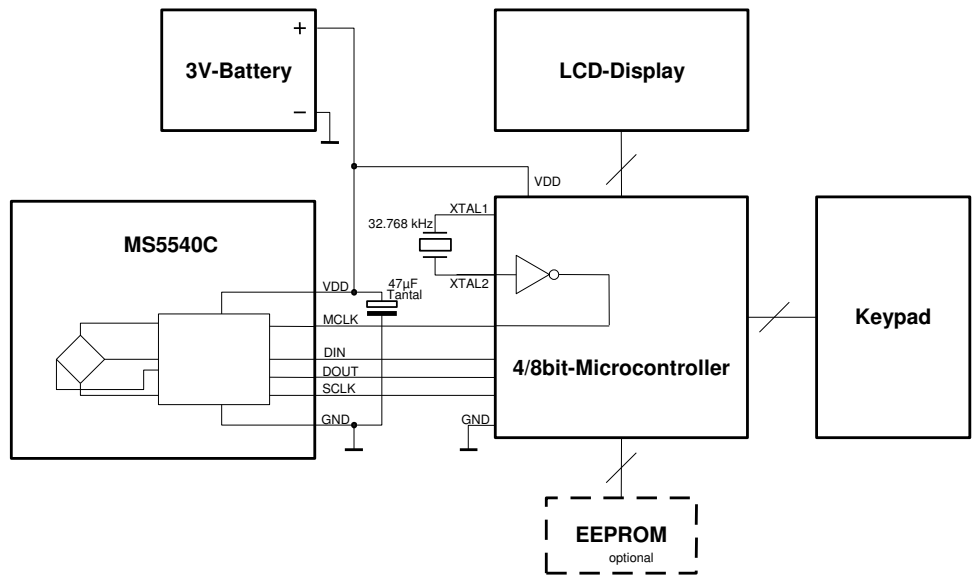 +
3V-Battery
−
LCD-Display
VDD
MS5540C
32.768 kHz
XTAL1
XTAL2
47µF
Tantal
VDD
MCLK
DIN
DOUT
SCLK
GND
GND
4/8bit-Microcontroller
Keypad
EEPROM
optional